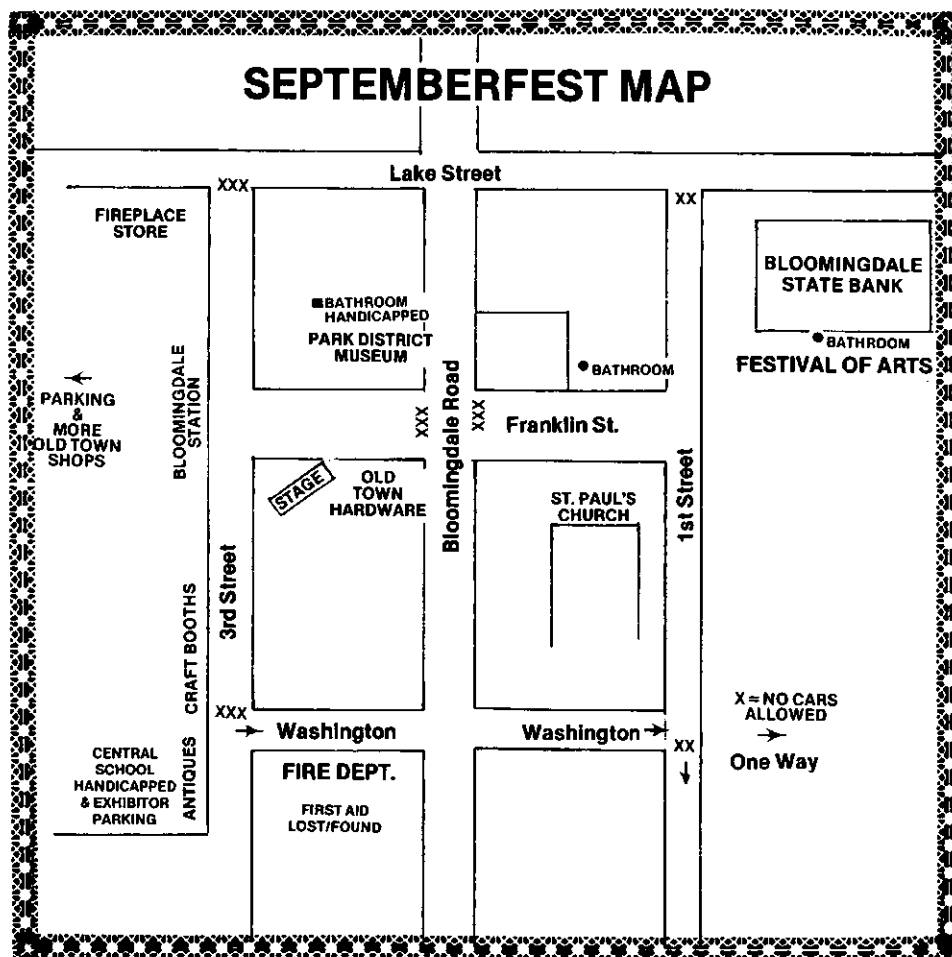 SEPTEMBERFEST MAP
Lake Street
XXX
XX
FIREPLACE
STORE
BLOOMINGDALE
STATE BANK
BATHROOM
HANDICAPPED
PARK DISTRICT
MUSEUM
BATHROOM
FESTIVAL OF ARTS
BATHROOM
←
PARKING
&
MORE
OLD TOWN
SHOPS
BLOOMINGDALE
STATION
XXX
Bloomingdale Road
XXX
Franklin St.
STAGE
OLD
TOWN
HARDWARE
ST. PAUL'S
CHURCH
1st Street
3rd Street
CRAFT BOOTHS
XXX
→ Washington
Washington →
X = NO CARS
ALLOWED
→
One Way
XX
↓
CENTRAL
SCHOOL
HANDICAPPED
& EXHIBITOR
PARKING
ANTIQUES
FIRE DEPT.
FIRST AID
LOST/FOUND